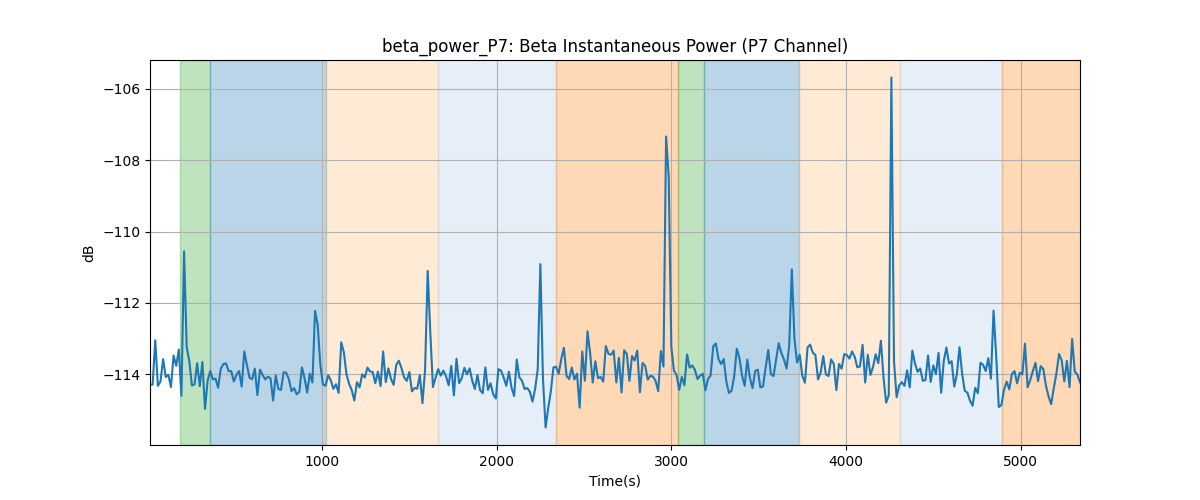 beta_power_P7: Beta Instantaneous Power (P7 Channel)
−106
−108
−110
−112
−114
dB
1000 2000 3000 4000 5000
Time(s)